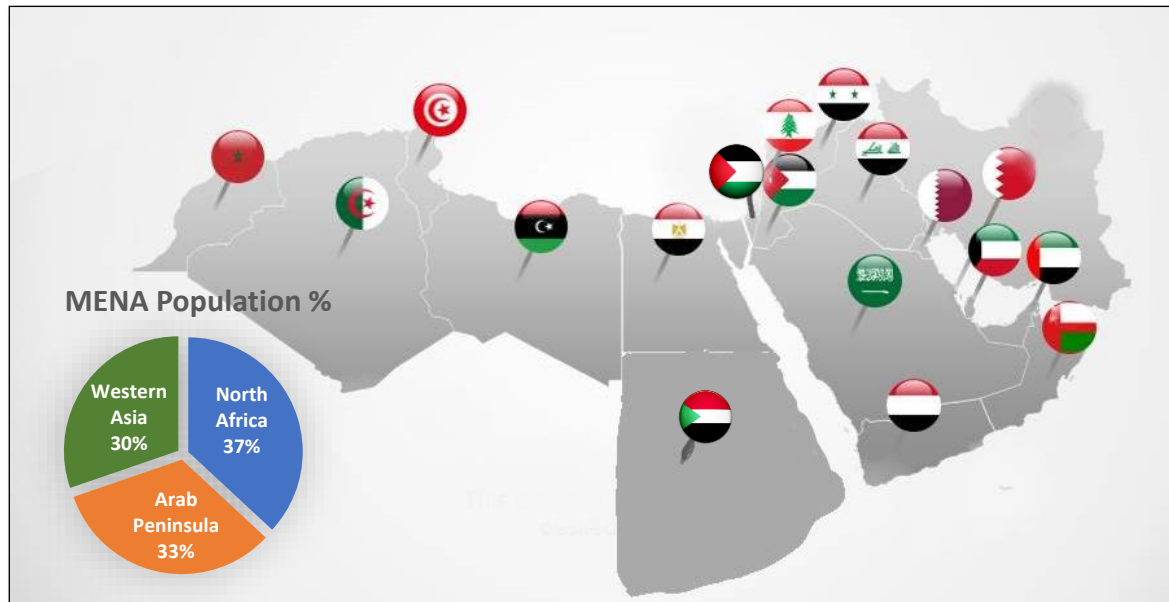 MENA Population %
Western
Asia
30%
North
Africa
37%
Arab
Peninsula
33%